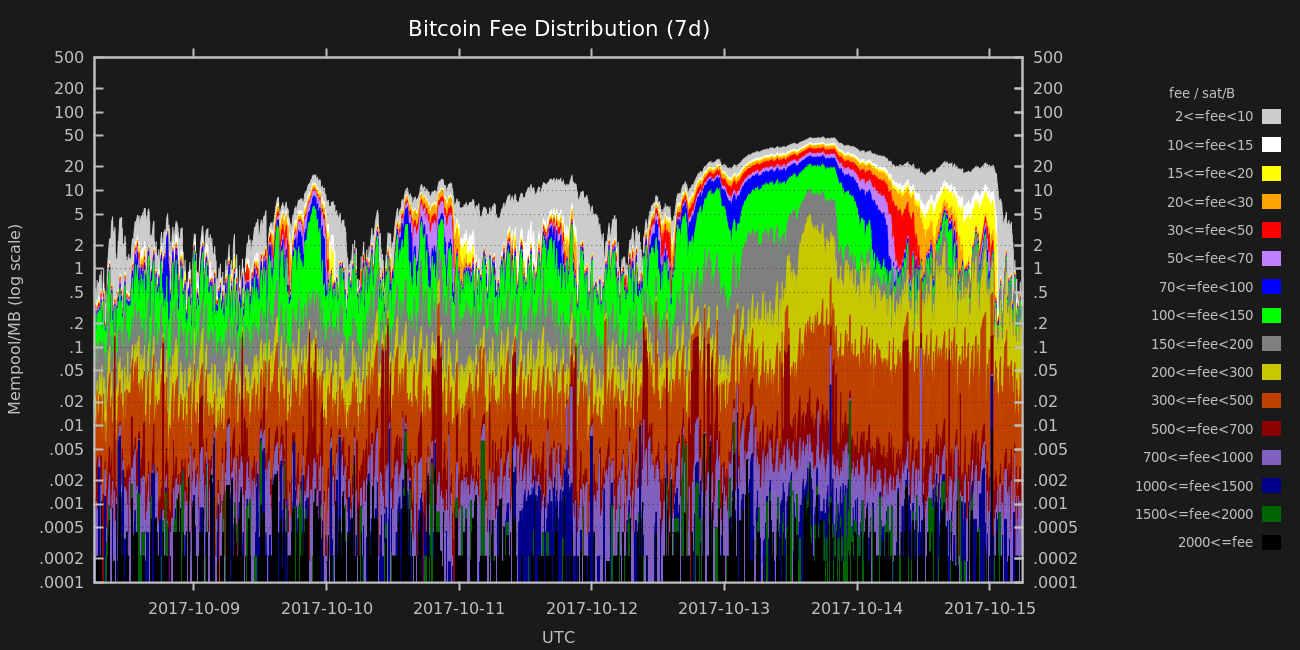 Bitcoin Fee Distribution (7d)
500
200
100
50
20
10
5
2
1
.5
.2
.1
.05
.02
.01
.005
.002
.001
.0005
.0002
.0001
Mempool/MB (log scale)
500
200
100
50
20
10
5
2
1
.5
.2
.1
.05
.02
.01
.005
.002
.001
.0005
.0002
.0001
2017-10-09 2017-10-10 2017-10-11 2017-10-12 2017-10-13 2017-10-14 2017-10-15
UTC
fee / sat/B
2<=fee<10
10<=fee<15
15<=fee<20
20<=fee<30
30<=fee<50
50<=fee<70
70<=fee<100
100<=fee<150
150<=fee<200
200<=fee<300
300<=fee<500
500<=fee<700
700<=fee<1000
1000<=fee<1500
1500<=fee<2000
2000<=fee